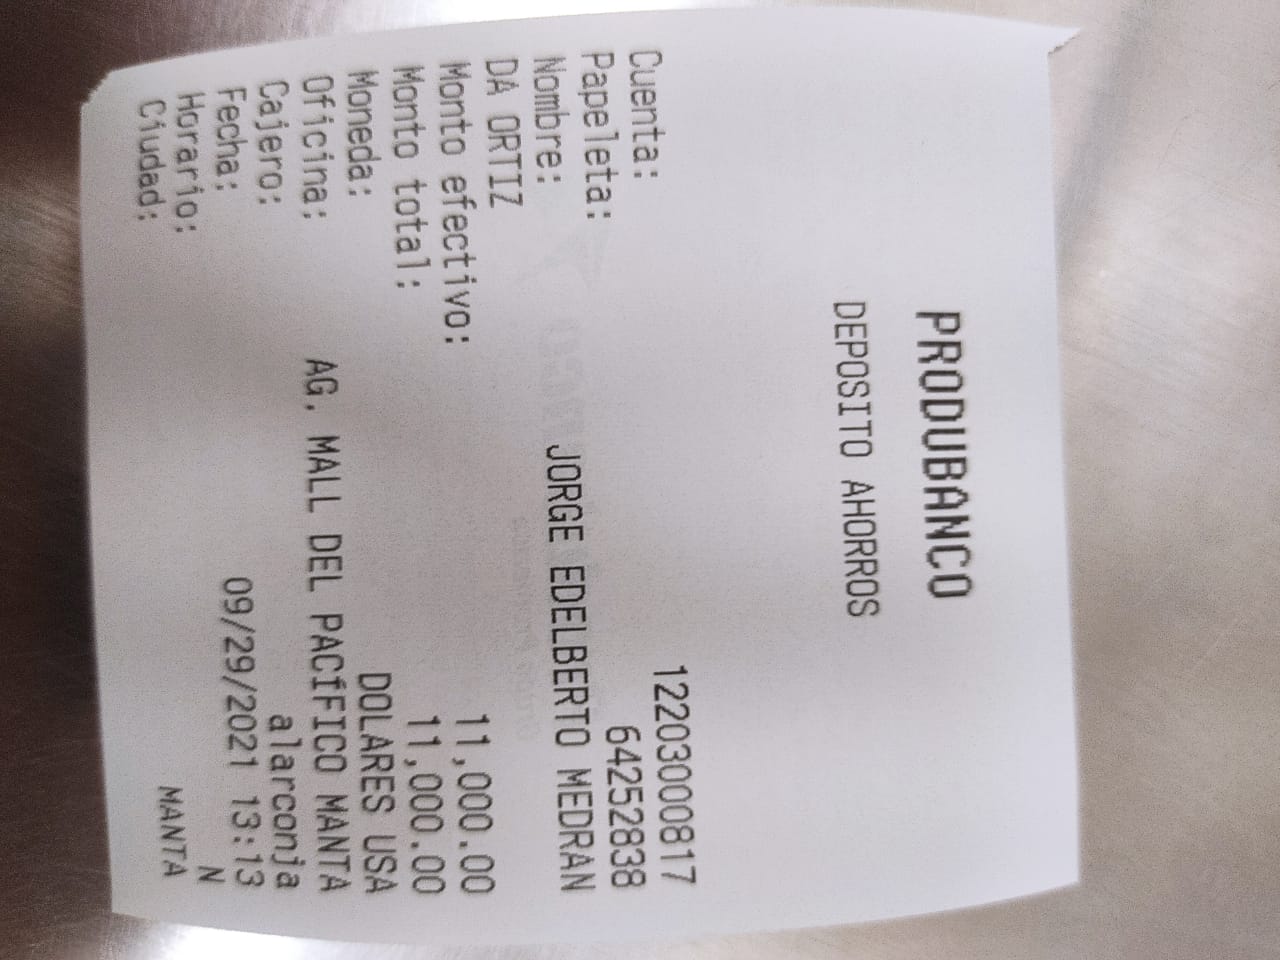 PRODUBANCO
DEPOSITO AHORROS
Cuenta: 12203000817
Papeleta: 64252838
Nombre: JORGE EDELBERTO MEDRAN
DA ORTIZ
Monto efectivo: 11,000.00
Monto total: 11,000.00
Moneda: DOLARES USA
Oficina: AG. MALL DEL PACíFICO MANTA
Cajero: alarconja
Fecha: 09/29/2021 13:13
Horario: N
Ciudad: MANTA